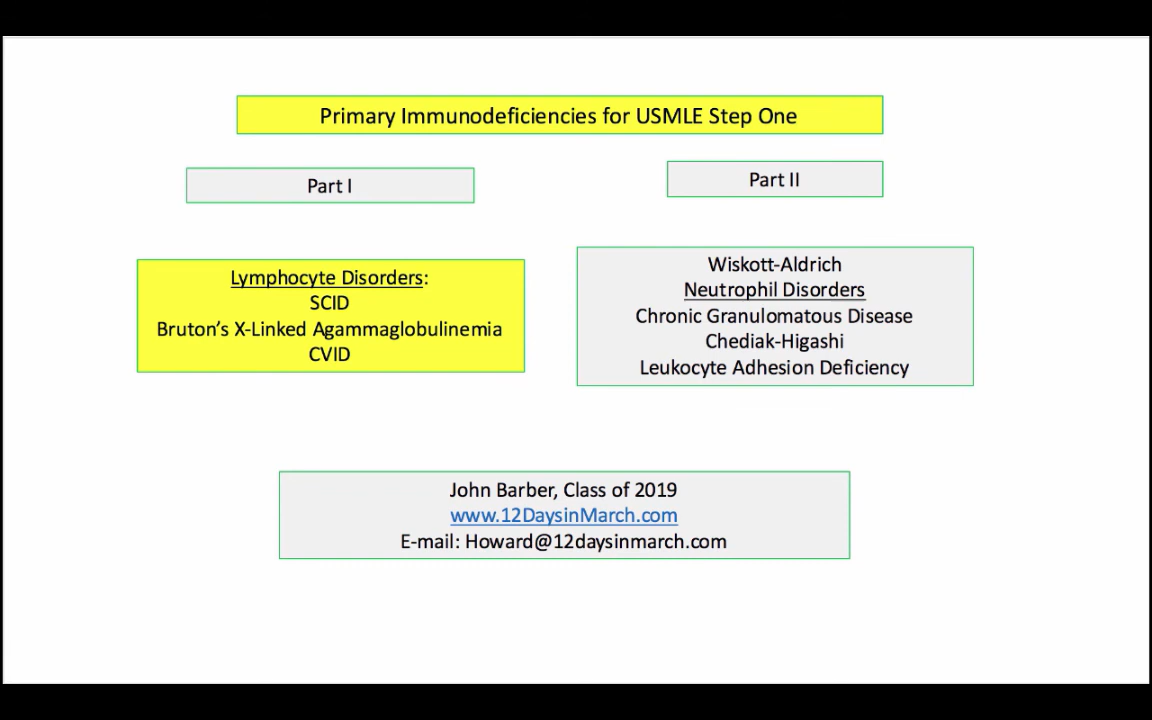 Primary Immunodeficiencies for USMLE Step One
Part I
Part II
Lymphocyte Disorders:
SCID
Bruton's X-Linked Agammaglobulinemia
CVID
Wiskott-Aldrich
Neutrophil Disorders
Chronic Granulomatous Disease
Chediak-Higashi
Leukocyte Adhesion Deficiency
John Barber, Class of 2019
www.12DaysinMarch.com
E-mail: Howard@12daysinmarch.com